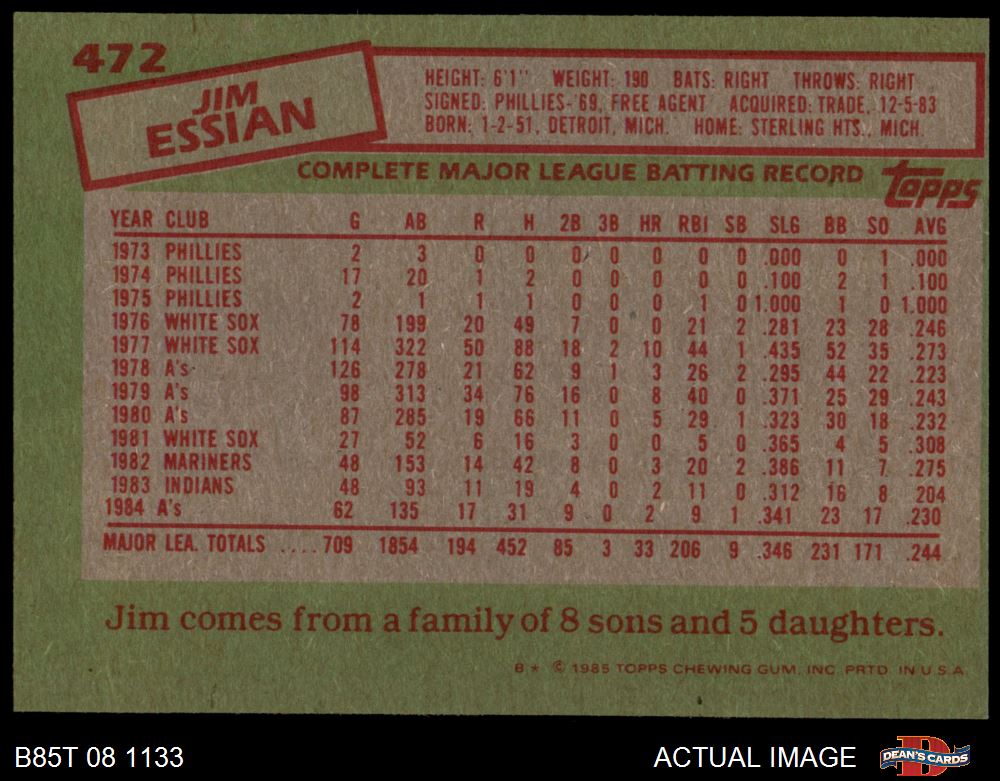 472
JIM
ESSIAN
HEIGHT: 6'1" WEIGHT: 190 BATS: RIGHT THROWS: RIGHT
SIGNED: PHILLIES-'69, FREE AGENT ACQUIRED: TRADE, 12-5-83
BORN: 1-2-51, DETROIT, MICH. HOME: STERLING HTS., MICH.
COMPLETE MAJOR LEAGUE BATTING RECORD
topps
YEAR CLUB G AB R H 2B 3B HR RBI SB SLG BB SO AVG
1973 PHILLIES 2 3 0 0 0 0 0 0 0 .000 0 1 .000
1974 PHILLIES 17 20 1 2 0 0 0 0 0 .100 2 1 .100
1975 PHILLIES 2 1 1 1 0 0 0 1 0 1.000 1 0 1.000
1976 WHITE SOX 78 199 20 49 7 0 0 21 2 .281 23 28 .246
1977 WHITE SOX 114 322 50 88 18 2 10 44 1 .435 52 35 .273
1978 A's 126 278 21 62 9 1 3 26 2 .295 44 22 .223
1979 A's 98 313 34 76 16 0 8 40 0 .371 25 29 .243
1980 A's 87 285 19 66 11 0 5 29 1 .323 30 18 .232
1981 WHITE SOX 27 52 6 16 3 0 0 5 0 .365 4 5 .308
1982 MARINERS 48 153 14 42 8 0 3 20 2 .386 11 7 .275
1983 INDIANS 48 93 11 19 4 0 2 11 0 .312 16 8 .204
1984 A's 62 135 17 31 9 0 2 9 1 .341 23 17 .230
MAJOR LEA. TOTALS ....709 1854 194 452 85 3 33 206 9 .346 231 171 .244
Jim comes from a family of 8 sons and 5 daughters.
B * © 1985 TOPPS CHEWING GUM, INC. PRTD. IN U.S.A.
B85T 08 1133
ACTUAL IMAGE
DEAN'S CARDS